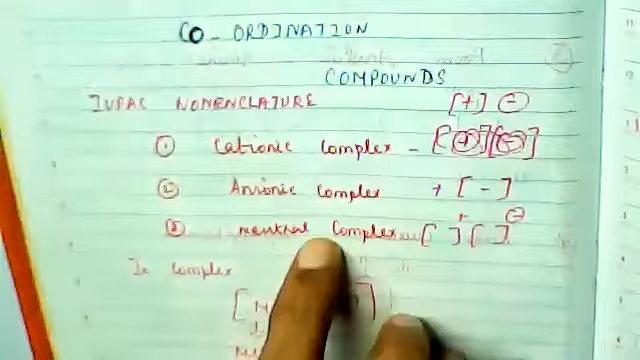 CO-ORDINATION
COMPOUNDS
IUPAC NOMENCLATURE [+] ⊖
① Cationic Complex - [⊕][⊖]
② Anionic Complex + [-]
③ neutral Complex [ ]⁺ [ ]⊖
In complex
[N